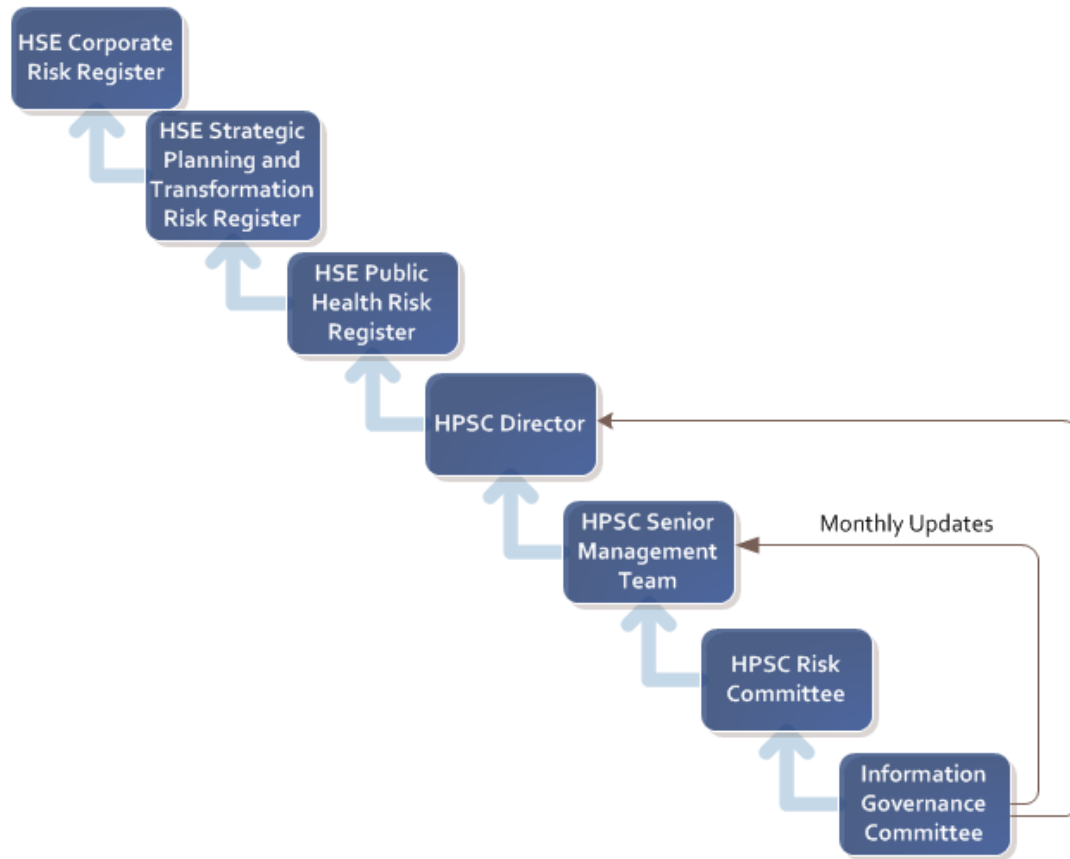 HSE Corporate
Risk Register
HSE Strategic
Planning and
Transformation
Risk Register
HSE Public
Health Risk
Register
HPSC Director
HPSC Senior
Management
Team
Monthly Updates
HPSC Risk
Committee
Information
Governance
Committee